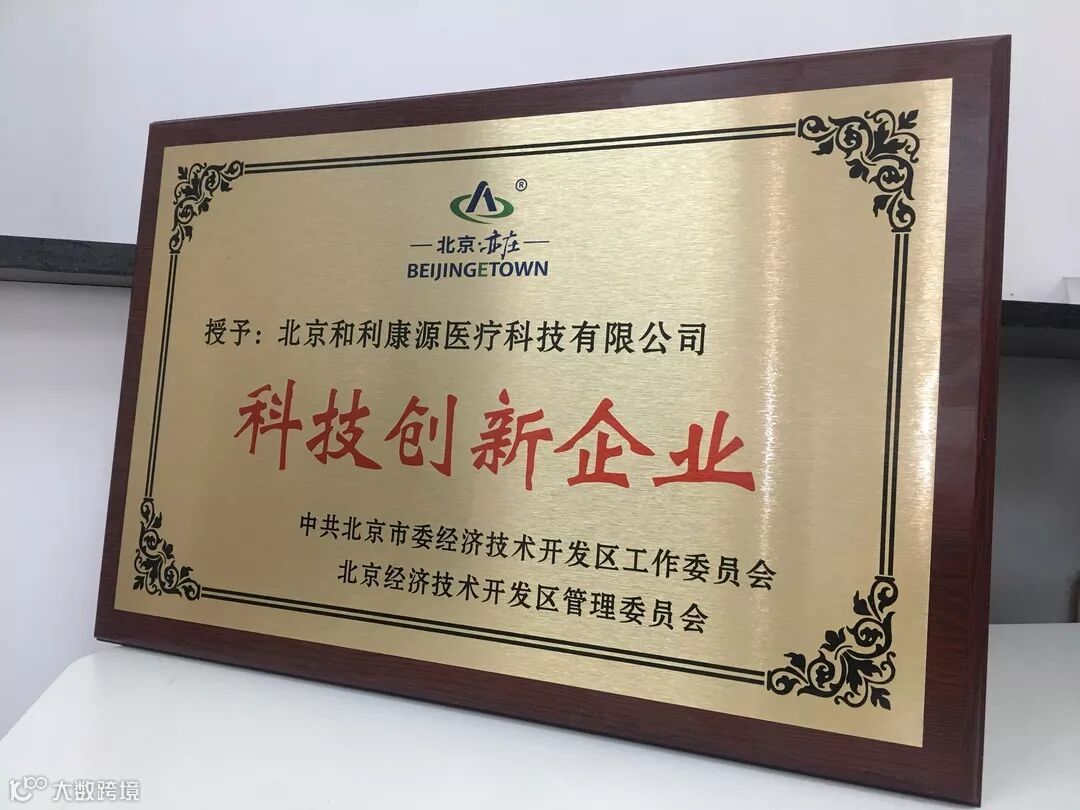 ®
—北京·亦庄—
BEIJINGETOWN
授予：北京和利康源医疗科技有限公司
科技创新企业
中共北京市委经济技术开发区工作委员会
北京经济技术开发区管理委员会
大数跨境